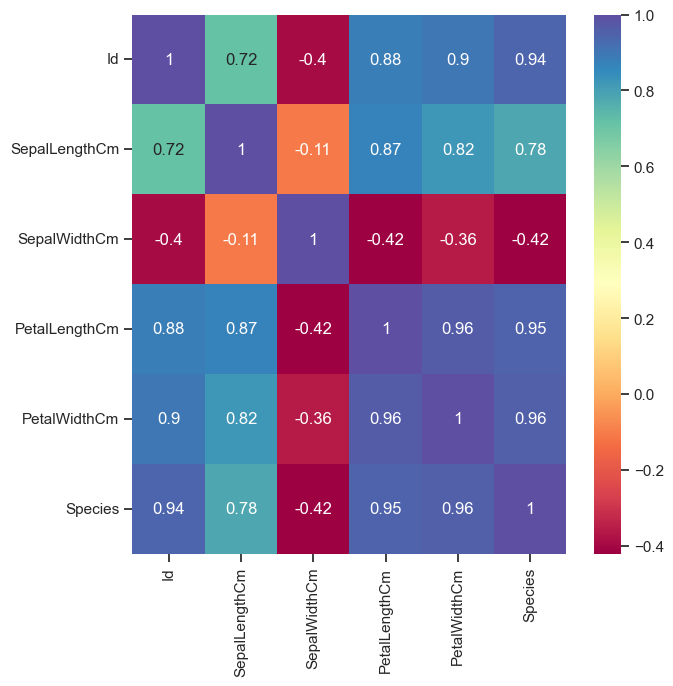 1.0
Id 1 0.72 -0.4 0.88 0.9 0.94
0.8
SepalLengthCm 0.72 1 -0.11 0.87 0.82 0.78
0.6
SepalWidthCm -0.4 -0.11 1 -0.42 -0.36 -0.42
0.4
0.2
PetalLengthCm 0.88 0.87 -0.42 1 0.96 0.95
0.0
PetalWidthCm 0.9 0.82 -0.36 0.96 1 0.96
−0.2
Species 0.94 0.78 -0.42 0.95 0.96 1
−0.4
Id
SepalLengthCm
SepalWidthCm
PetalLengthCm
PetalWidthCm
Species